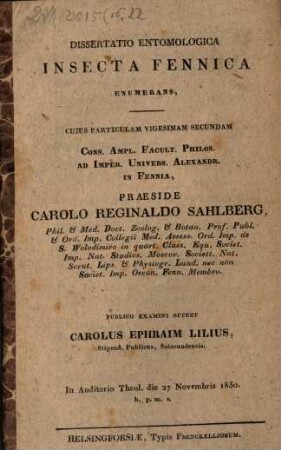 DISSERTATIO ENTOMOLOGICA
INSECTA FENNICA
ENUMERANS,
CUIUS PARTICULAM VIGESIMAM SECUNDAM
CONS. AMPL. FACULT. PHILOS.
AD IMPER. UNIVERS. ALEXANDR.
IN FENNIA,
PRAESIDE
CAROLO REGINALDO SAHLBERG,
Phil. & Med. Doct. Zoolog. & Botan. Prof. Publ.
& Ord. Imp. Collegii Med. Assess. Ord. Imp. de
S. Wolodimiro in quart. Class. Equ. Societ.
Imp. Nat. Studios. Moscov. Societt. Nat.
Scrut. Lips. & Physiogr. Lund. nec non
Societ. Imp. Oecon. Fenn. Membro.
PUBLICO EXAMINI OFFERT
CAROLUS EPHRAIM LILIUS,
Stipend. Publicus, Satacundensis.
In Auditorio Theol. die 27 Novembris 1830.
h. p. m. s.
HELSINGFORSIAE, Typis FRENCKELLIORUM.